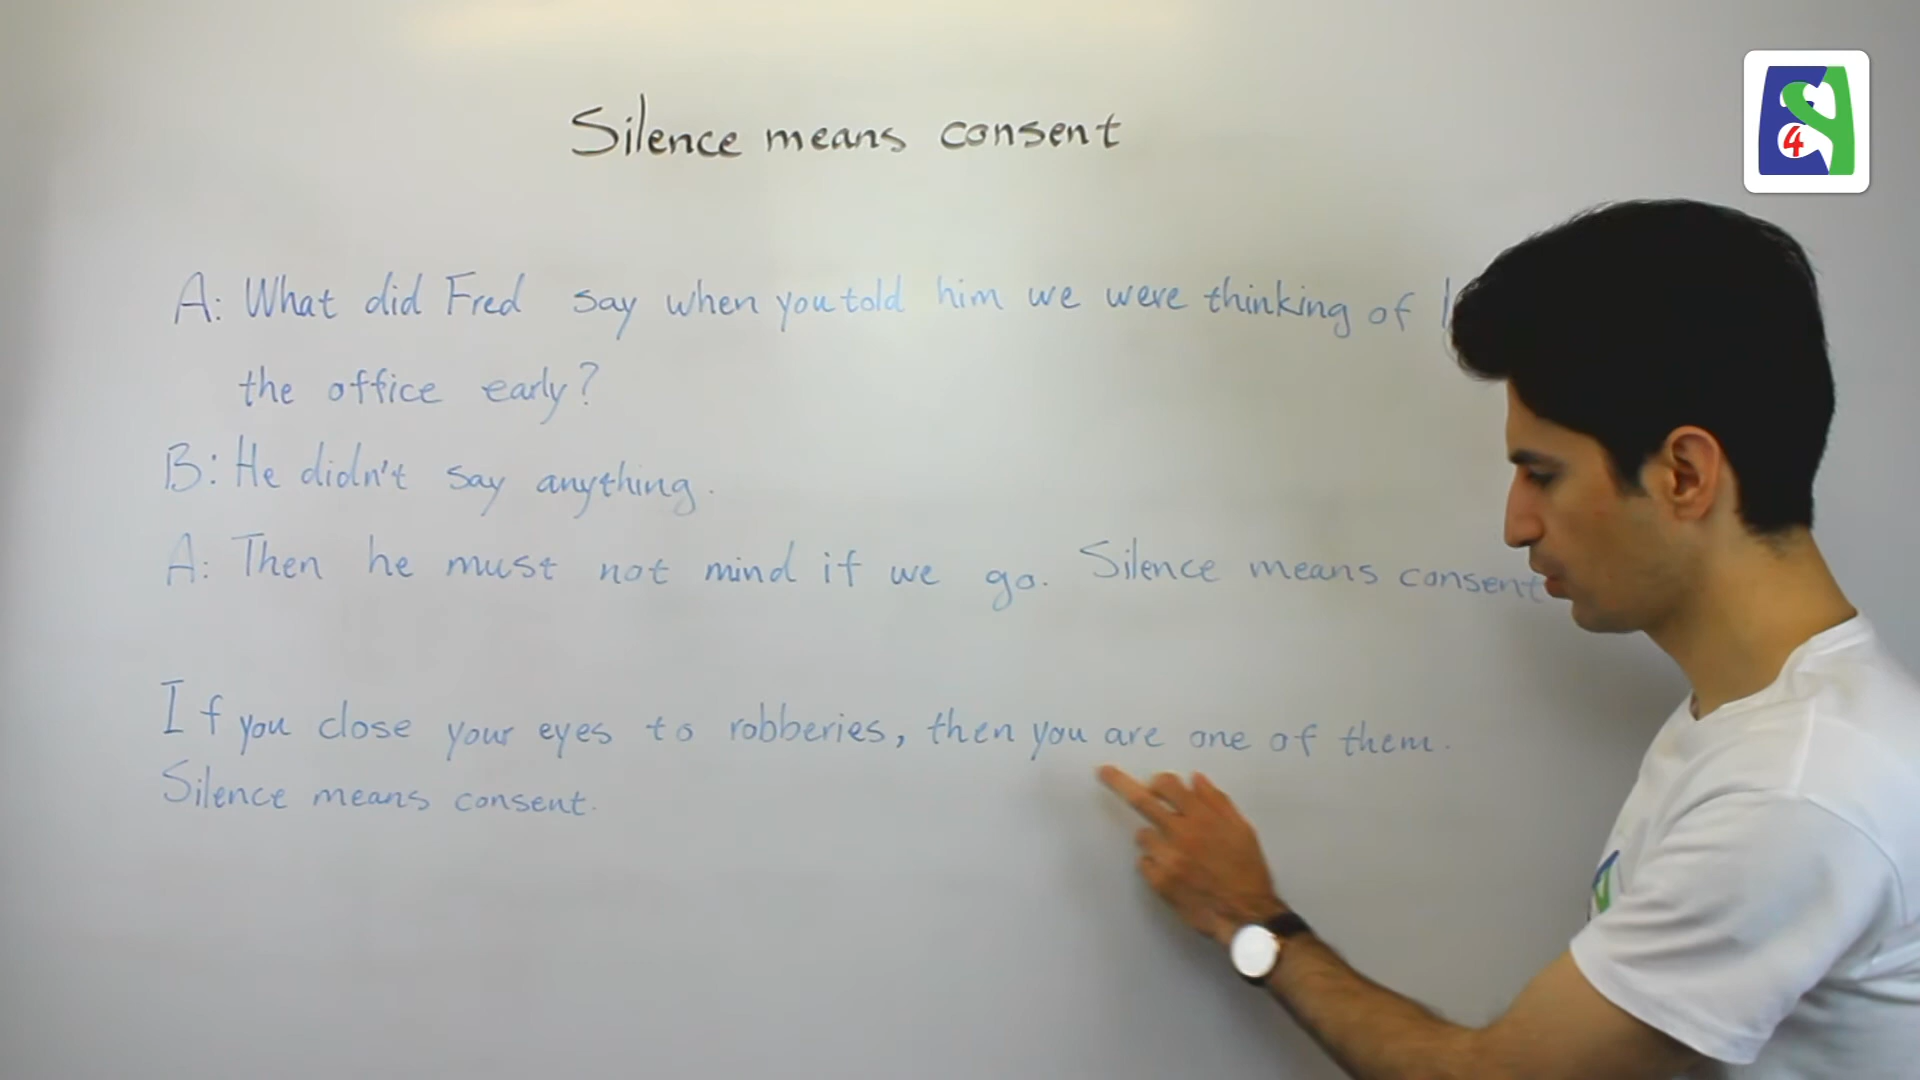 Silence means consent
4
A: What did Fred say when you told him we were thinking of
the office early?
B: He didn't say anything.
A: Then he must not mind if we go. Silence means consent
If you close your eyes to robberies, then you are one of them.
Silence means consent.